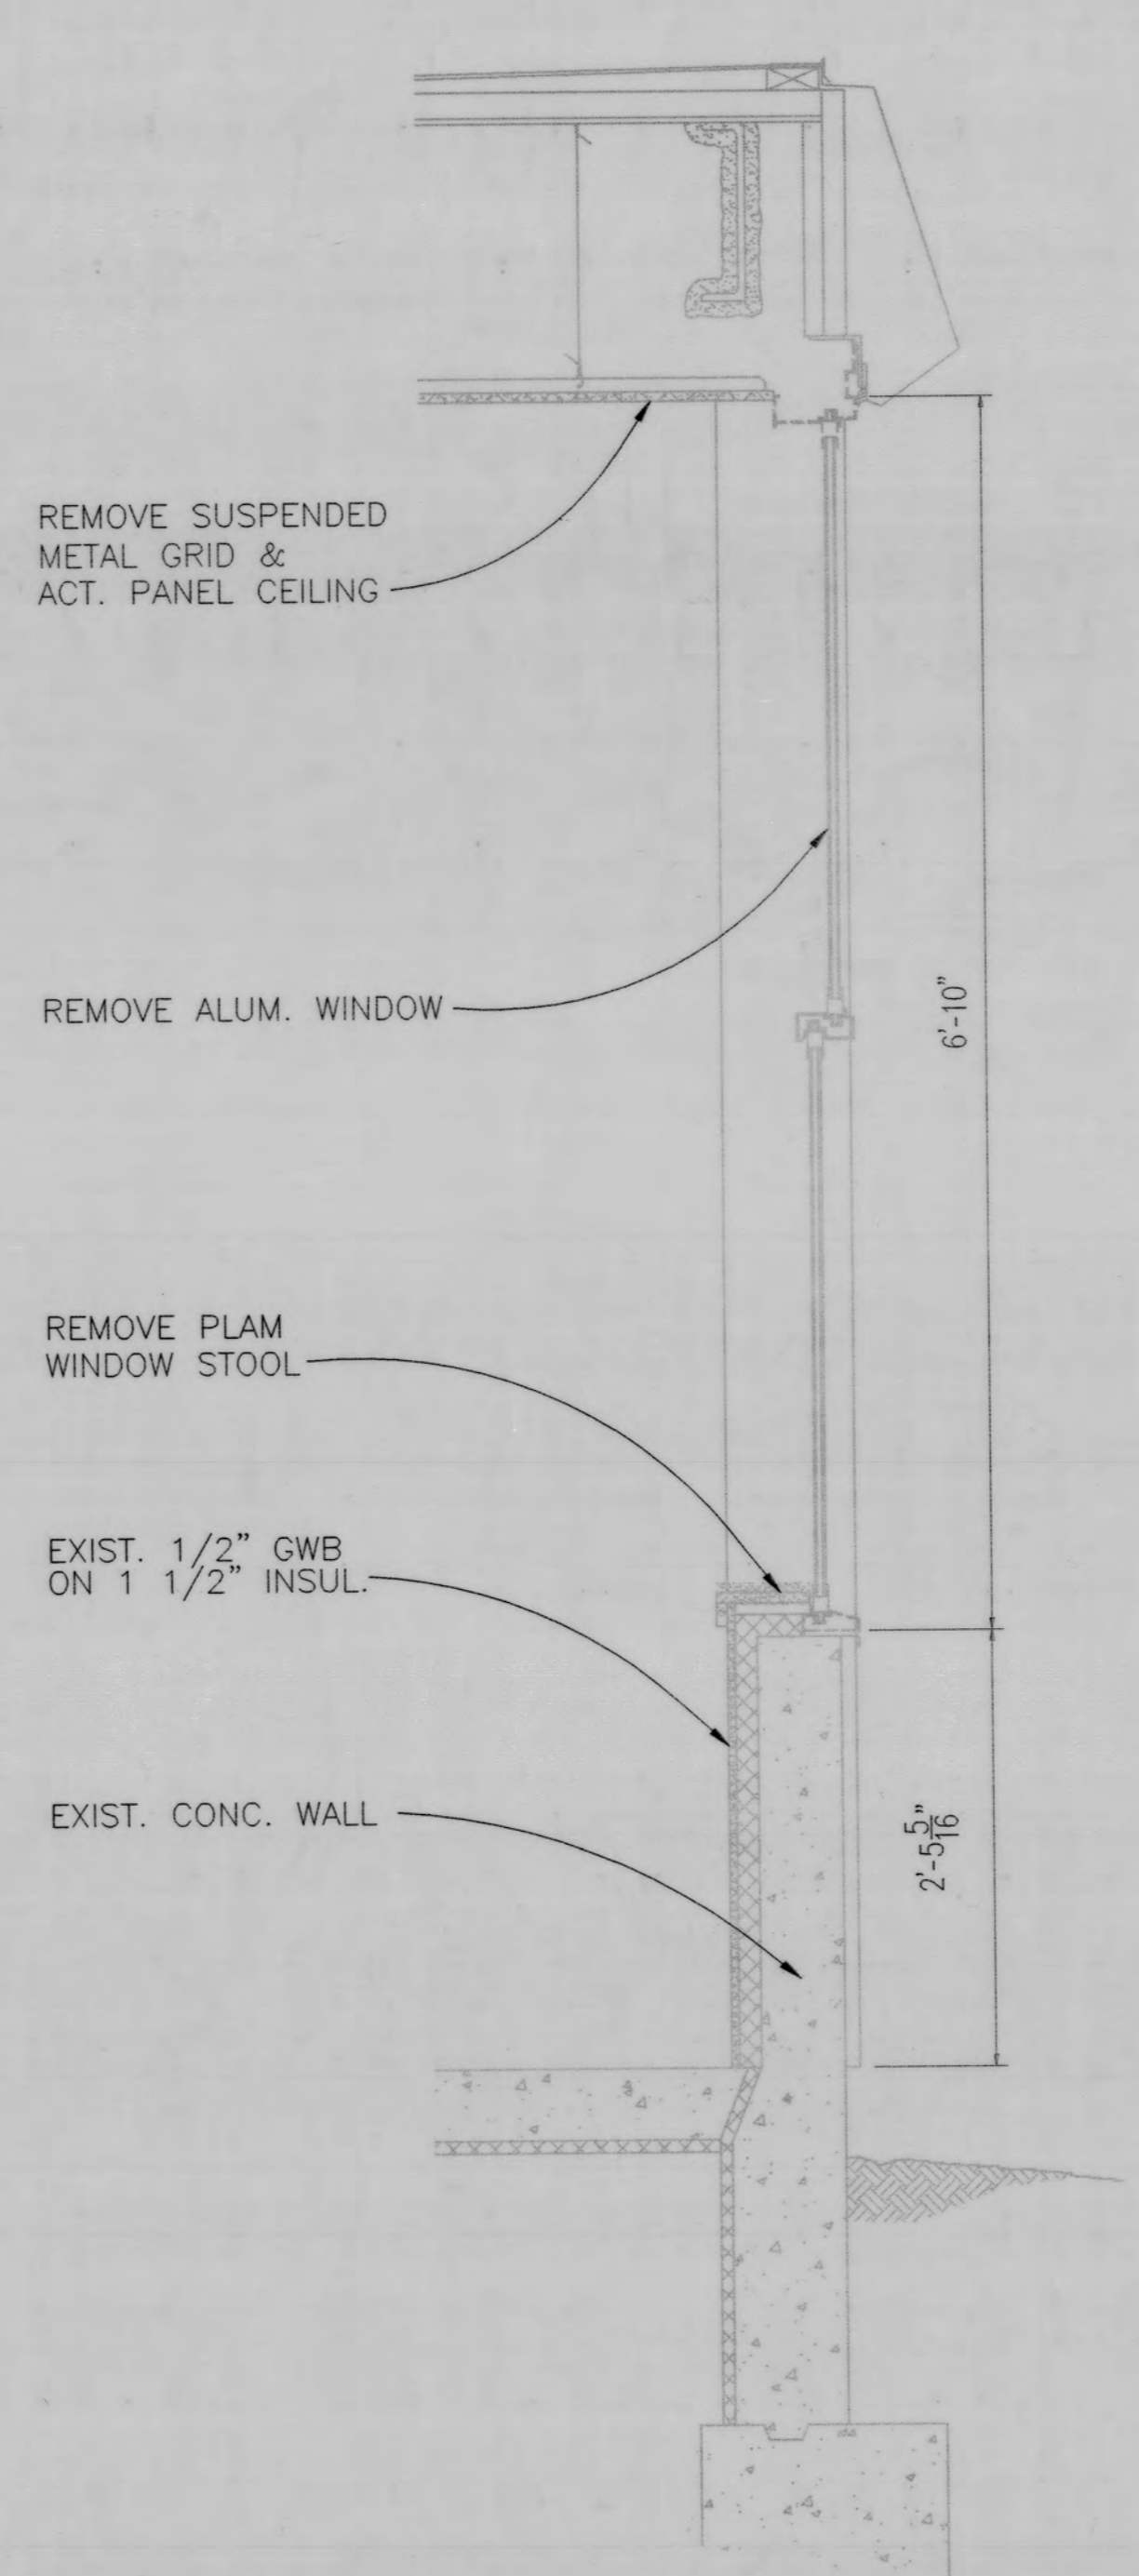 REMOVE SUSPENDED
METAL GRID &
ACT. PANEL CEILING
REMOVE ALUM. WINDOW
6'-10"
REMOVE PLAM
WINDOW STOOL
EXIST. 1/2" GWB
ON 1 1/2" INSUL.
EXIST. CONC. WALL
2'-5 5/16"